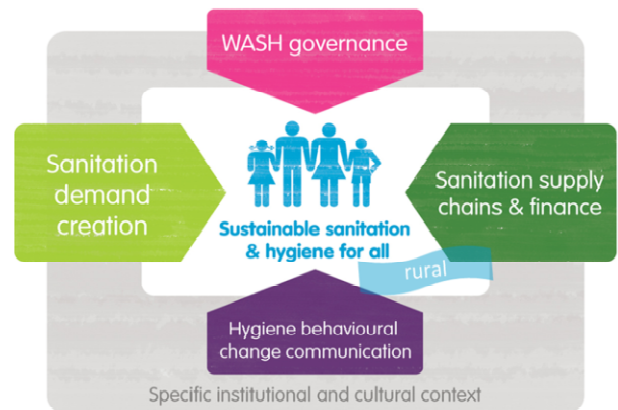 WASH governance
Sanitation
demand
creation
Sanitation supply
chains & finance
Sustainable sanitation
& hygiene for all
rural
Hygiene behavioural
change communication
Specific institutional and cultural context